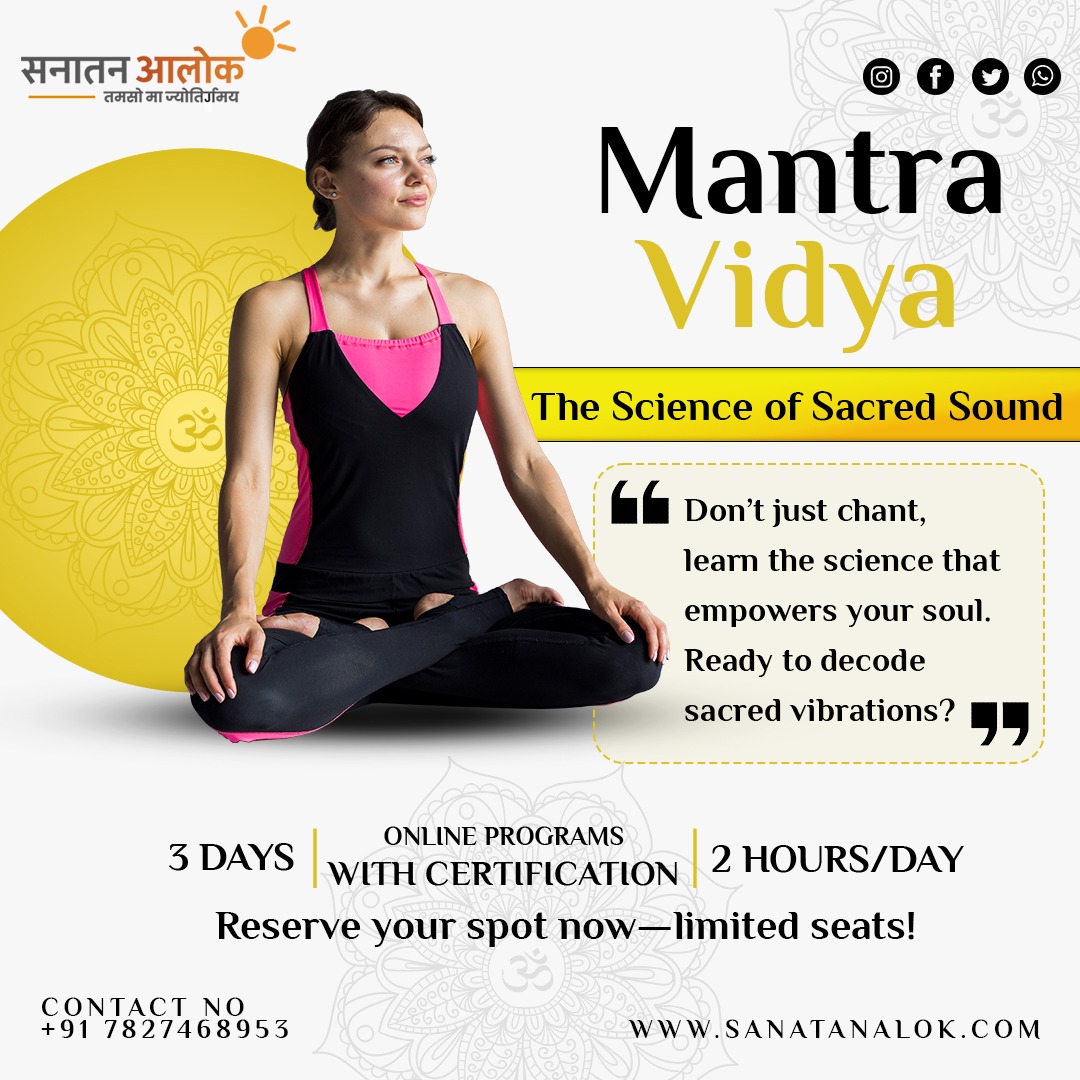 सनातन आलोक
तमसो मा ज्योतिर्गमय
Mantra
Vidya
The Science of Sacred Sound
“Don’t just chant,
learn the science that
empowers your soul.
Ready to decode
sacred vibrations?”
3 DAYS
ONLINE PROGRAMS
WITH CERTIFICATION
2 HOURS/DAY
Reserve your spot now—limited seats!
CONTACT NO
+91 7827468953
WWW.SANATANALOK.COM